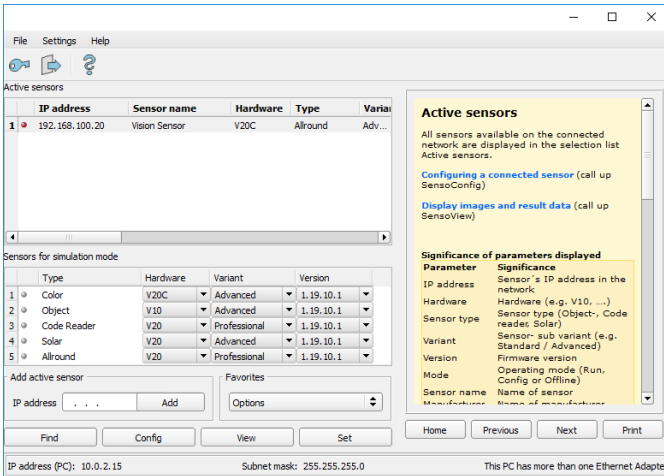 File Settings Help
Active sensors
IP address Sensor name Hardware Type Varia
1 192.168.100.20 Vision Sensor V20C Allround Adv...
Sensors for simulation mode
Type Hardware Variant Version
1 Color V20C Advanced 1.19.10.1
2 Object V10 Advanced 1.19.10.1
3 Code Reader V20 Professional 1.19.10.1
4 Solar V20 Advanced 1.19.10.1
5 Allround V20 Professional 1.19.10.1
Add active sensor
IP address . . . Add
Favorites
Options
Find Config View Set
Active sensors
All sensors available on the connected
network are displayed in the selection list
Active sensors.
Configuring a connected sensor (call up
SensoConfig)
Display images and result data (call up
SensoView)
Significance of parameters displayed
Parameter Significance
IP address Sensor´s IP address in the
network
Hardware Hardware (e.g. V10, ....)
Sensor type Sensor type (Object-, Code
reader, Solar)
Variant Sensor- sub variant (e.g.
Standard / Advanced)
Version Firmware version
Mode Operating mode (Run,
Config or Offline)
Sensor name Name of sensor
Manufacturer Name of manufacturer
Home Previous Next Print
IP address (PC): 10.0.2.15 Subnet mask: 255.255.255.0 This PC has more than one Ethernet Adapte